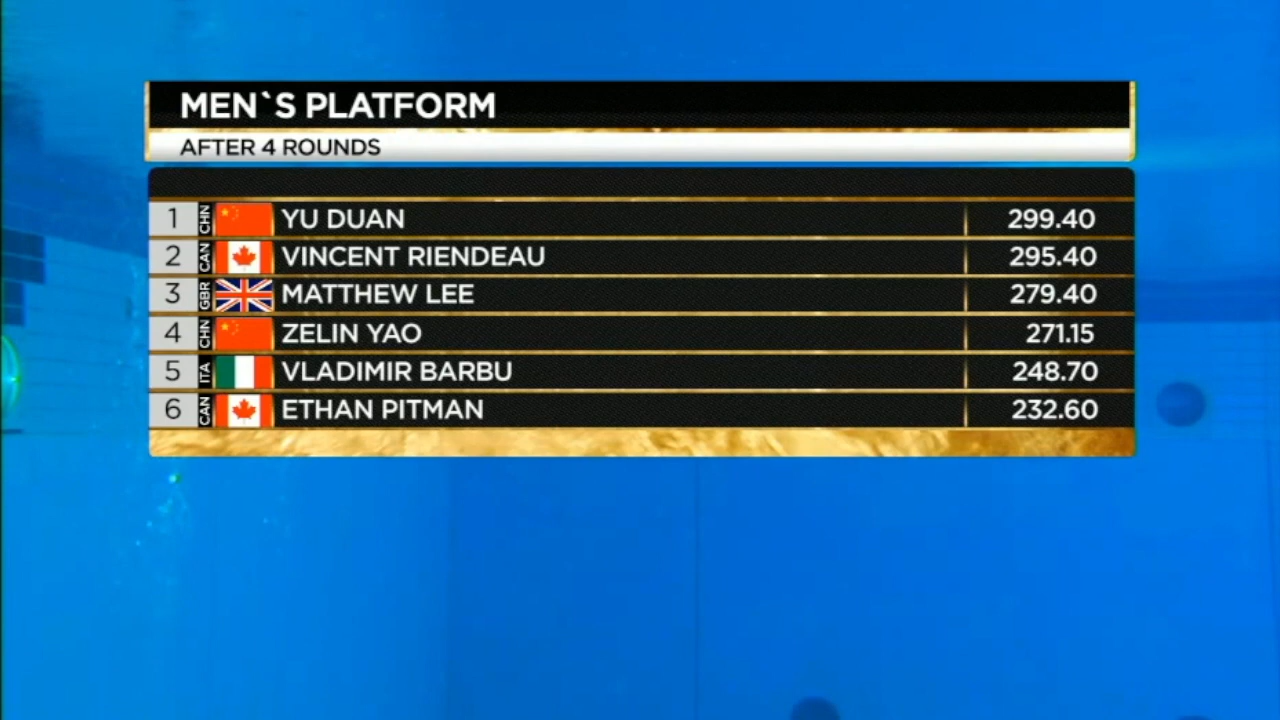 MEN`S PLATFORM
AFTER 4 ROUNDS
1 CHN YU DUAN 299.40
2 CAN VINCENT RIENDEAU 295.40
3 GBR MATTHEW LEE 279.40
4 CHN ZELIN YAO 271.15
5 ITA VLADIMIR BARBU 248.70
6 CAN ETHAN PITMAN 232.60